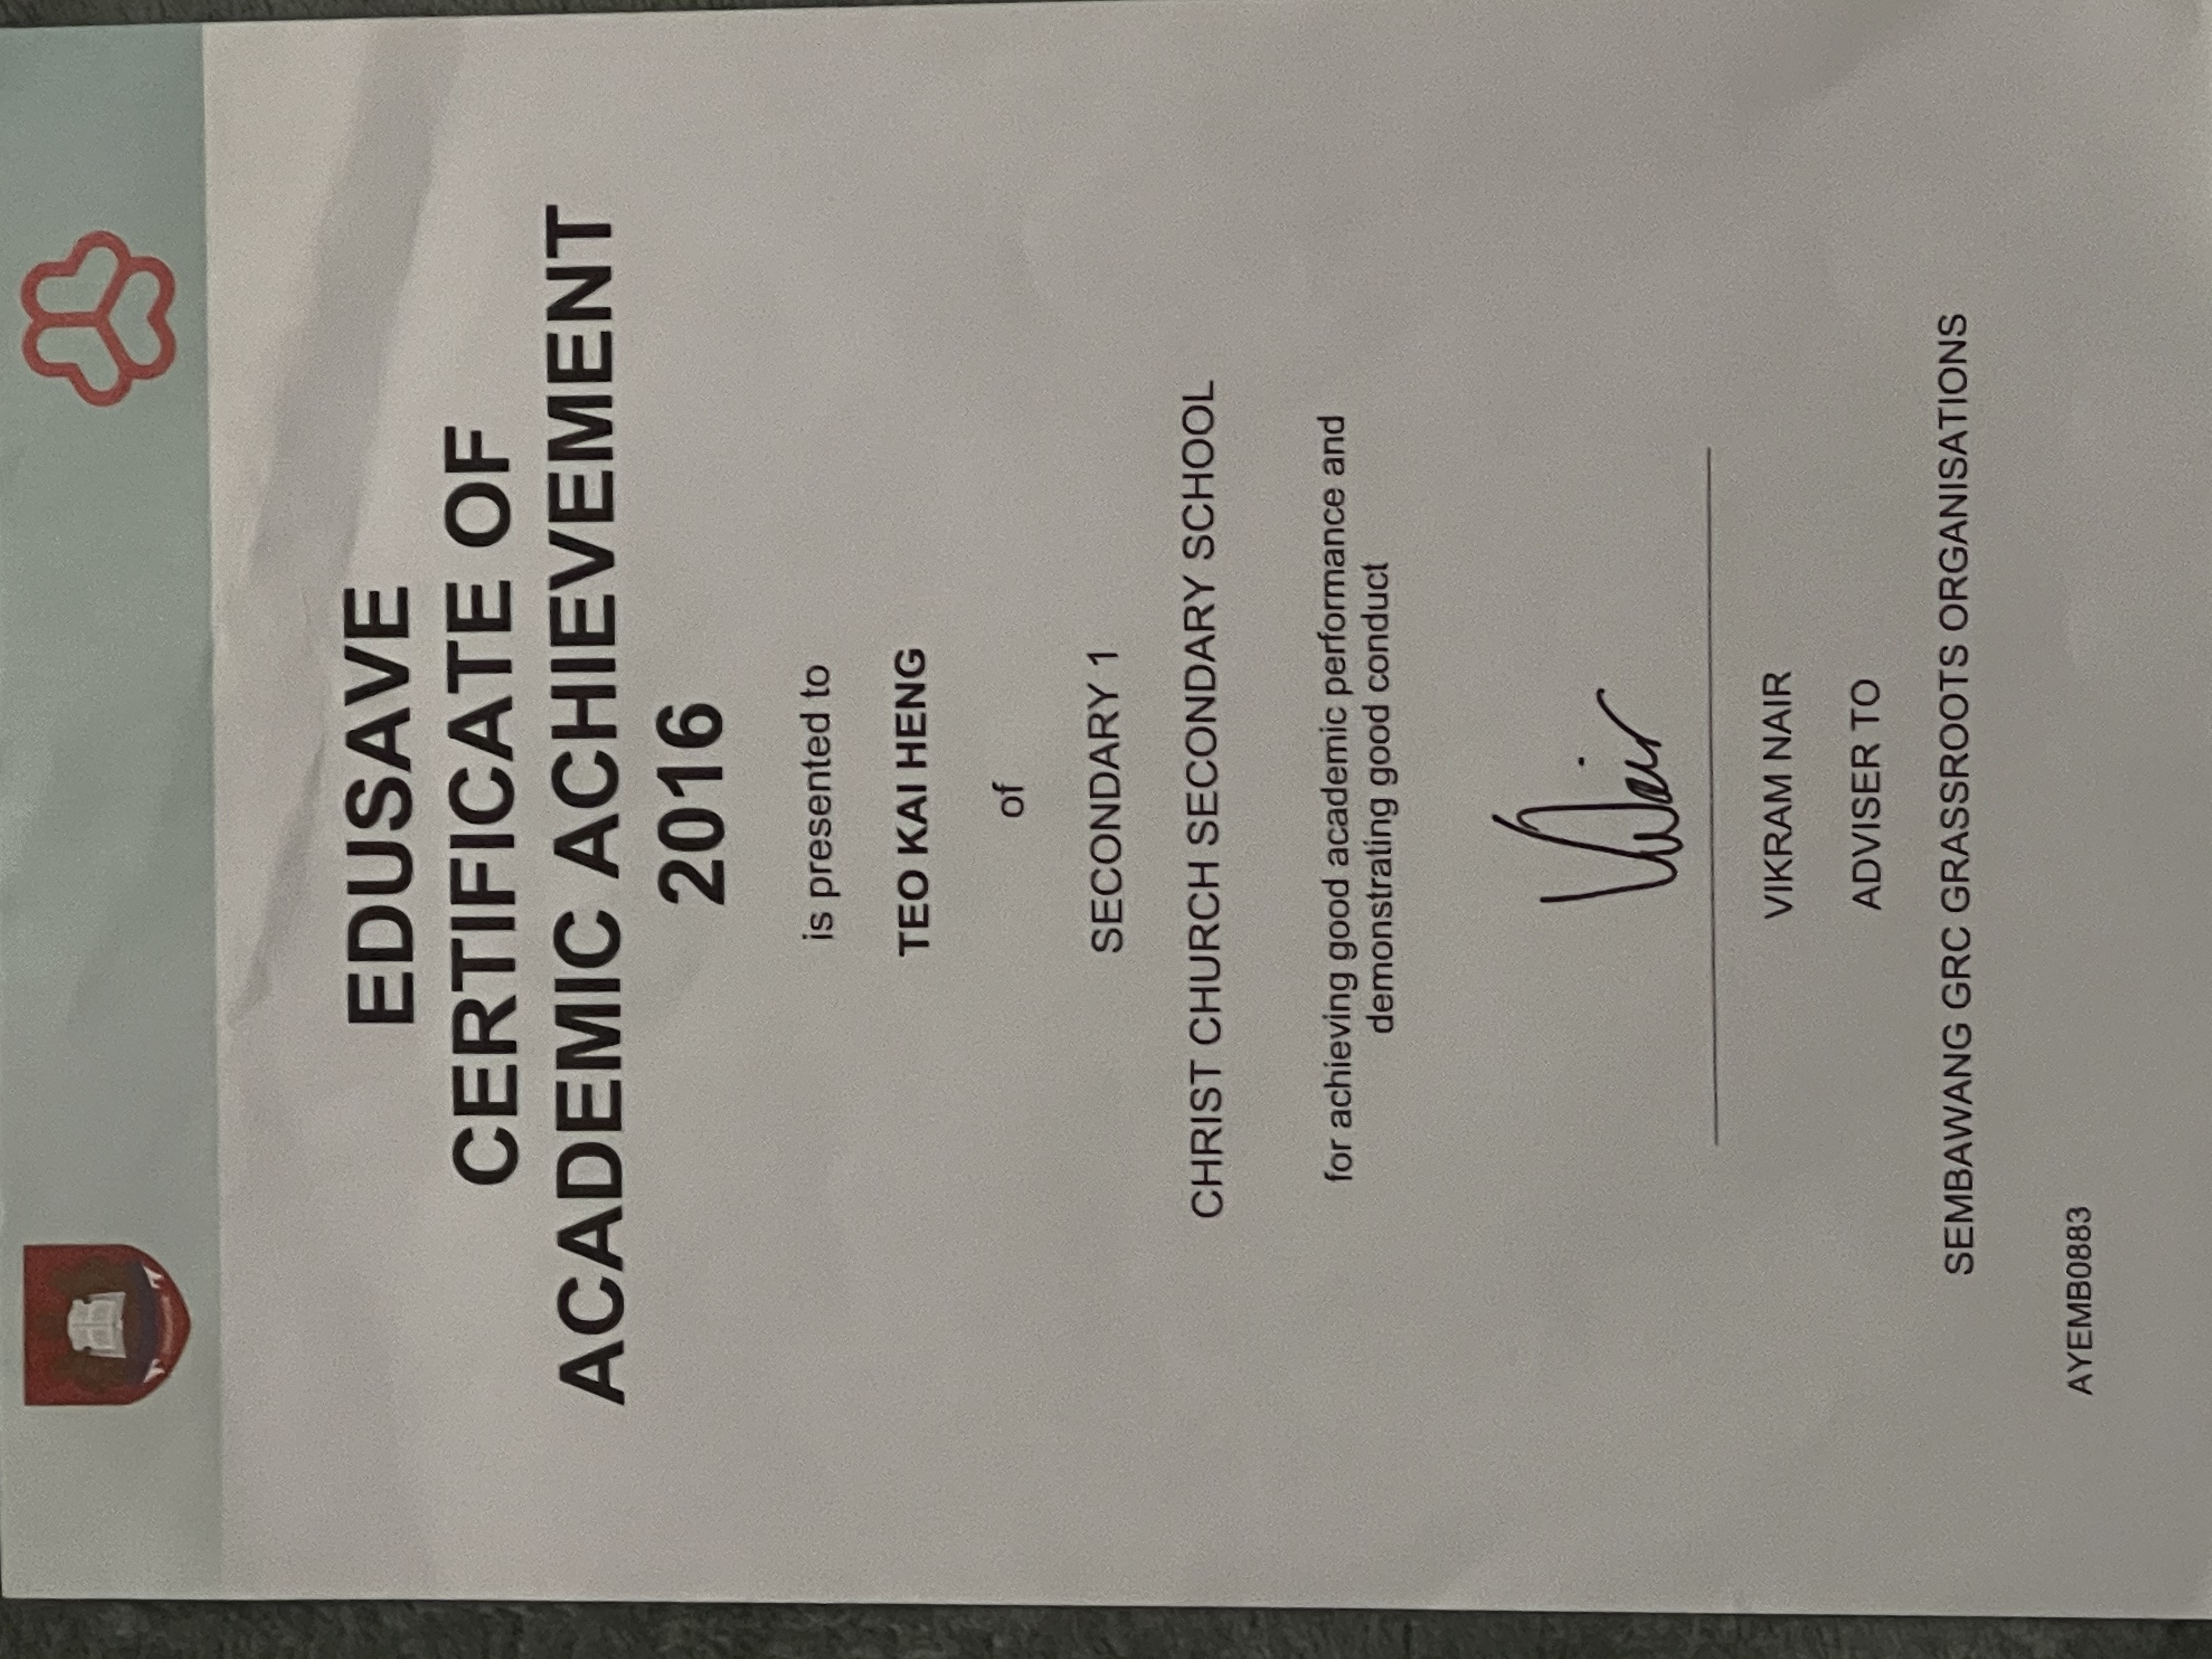 EDUSAVE
CERTIFICATE OF
ACADEMIC ACHIEVEMENT
2016
is presented to
TEO KAI HENG
of
SECONDARY 1
CHRIST CHURCH SECONDARY SCHOOL
for achieving good academic performance and
demonstrating good conduct
VNair
VIKRAM NAIR
ADVISER TO
SEMBAWANG GRC GRASSROOTS ORGANISATIONS
AYEMB0883